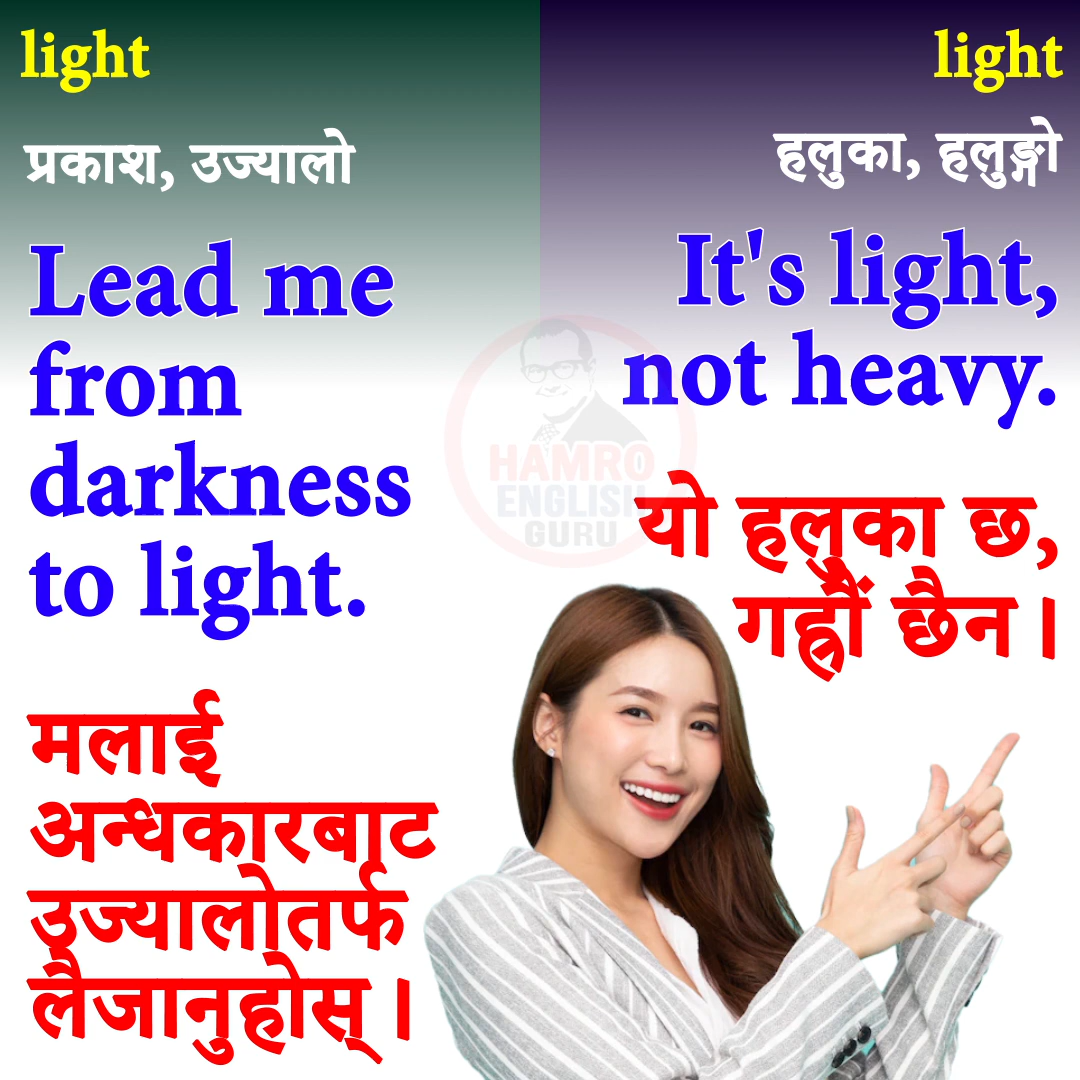 light
प्रकाश, उज्यालो
Lead me
from
darkness
to light.
मलाई
अन्धकारबाट
उज्यालोतर्फ
लैजानुहोस् ।
light
हलुका, हलुङ्गो
It's light,
not heavy.
यो हलुका छ,
गह्रौं छैन ।
HAMRO
ENGLISH
GURU